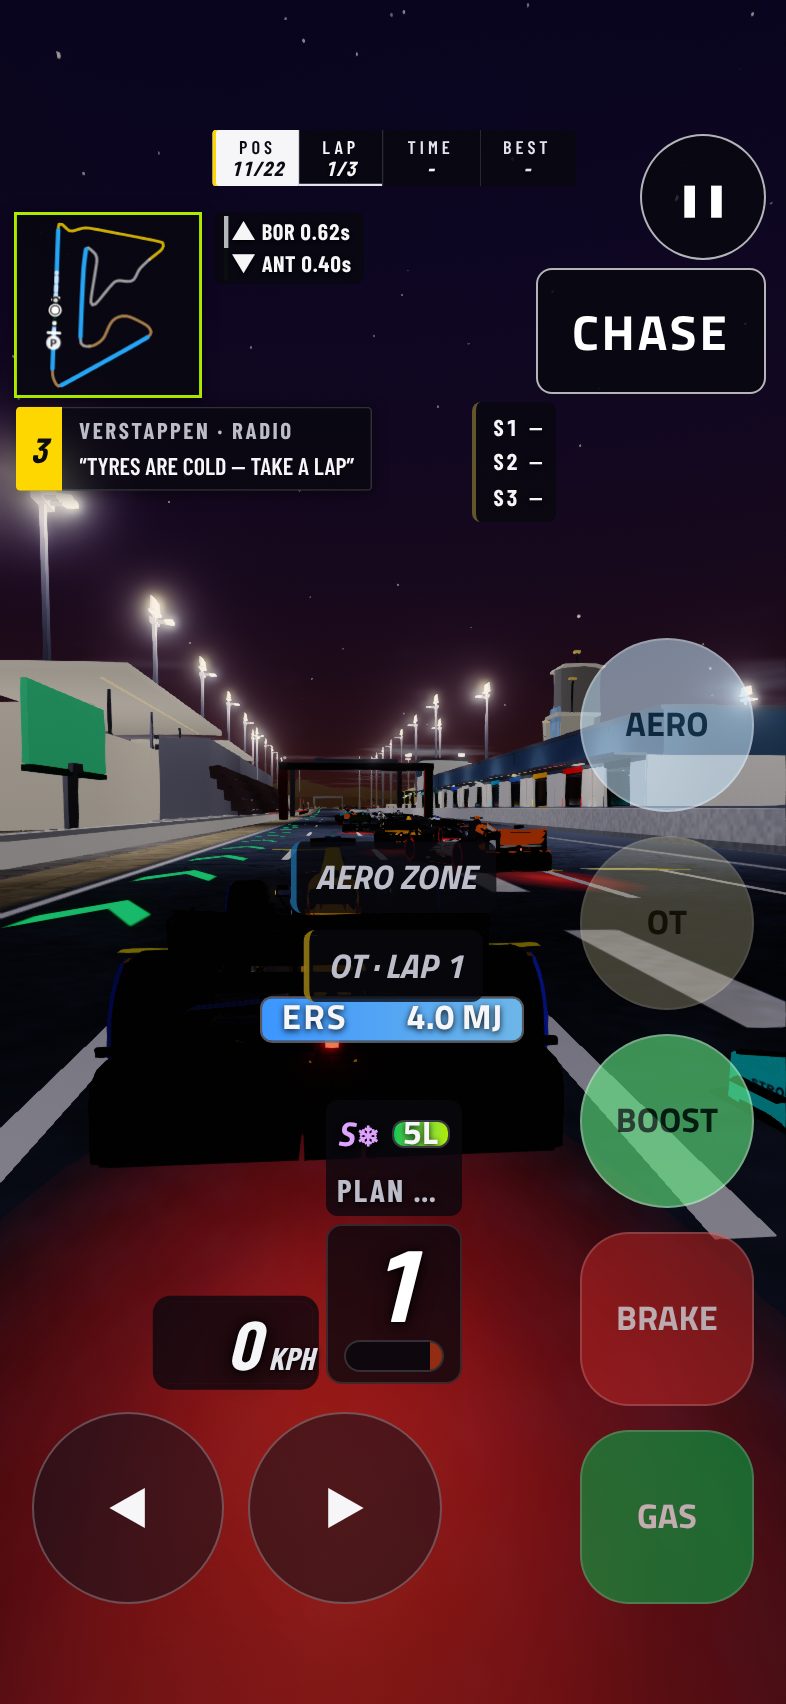 POS LAP TIME BEST
11/22 1/3 - -
▲ BOR 0.62s
▼ ANT 0.40s
CHASE
P
3
VERSTAPPEN · RADIO
"TYRES ARE COLD – TAKE A LAP"
S1 –
S2 –
S3 –
AERO
AERO ZONE
OT
OT · LAP 1
ERS 4.0 MJ
BOOST
S❄ 5L
PLAN ...
1
0 KPH
BRAKE
◀ ▶
GAS